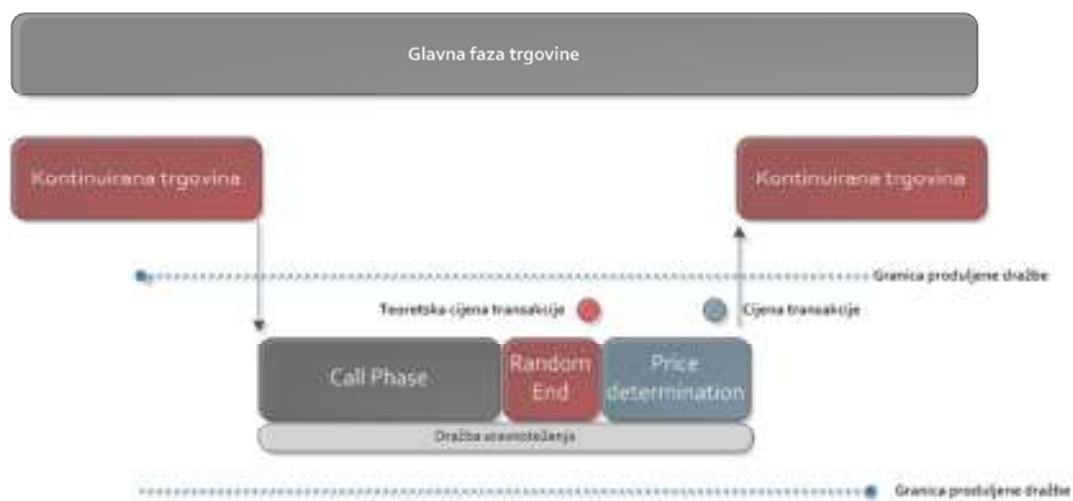 Glavna faza trgovine
Kontinuirana trgovina
Kontinuirana trgovina
Granica produljene dražbe
Teoretska cijena transakcije
Cijena transakcije
Call Phase
Random
End
Price
determination
Dražba uravnoteženja
Granica produljene dražbe